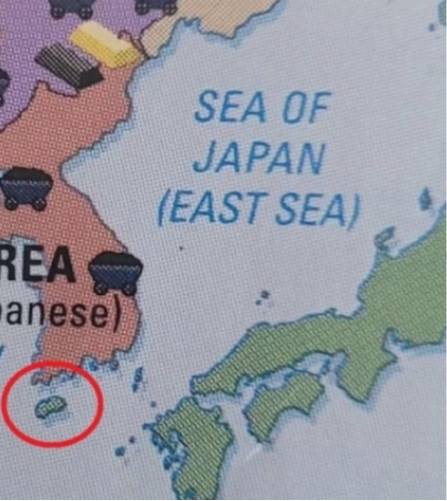 SEA OF
JAPAN
(EAST SEA)
REA
panese)